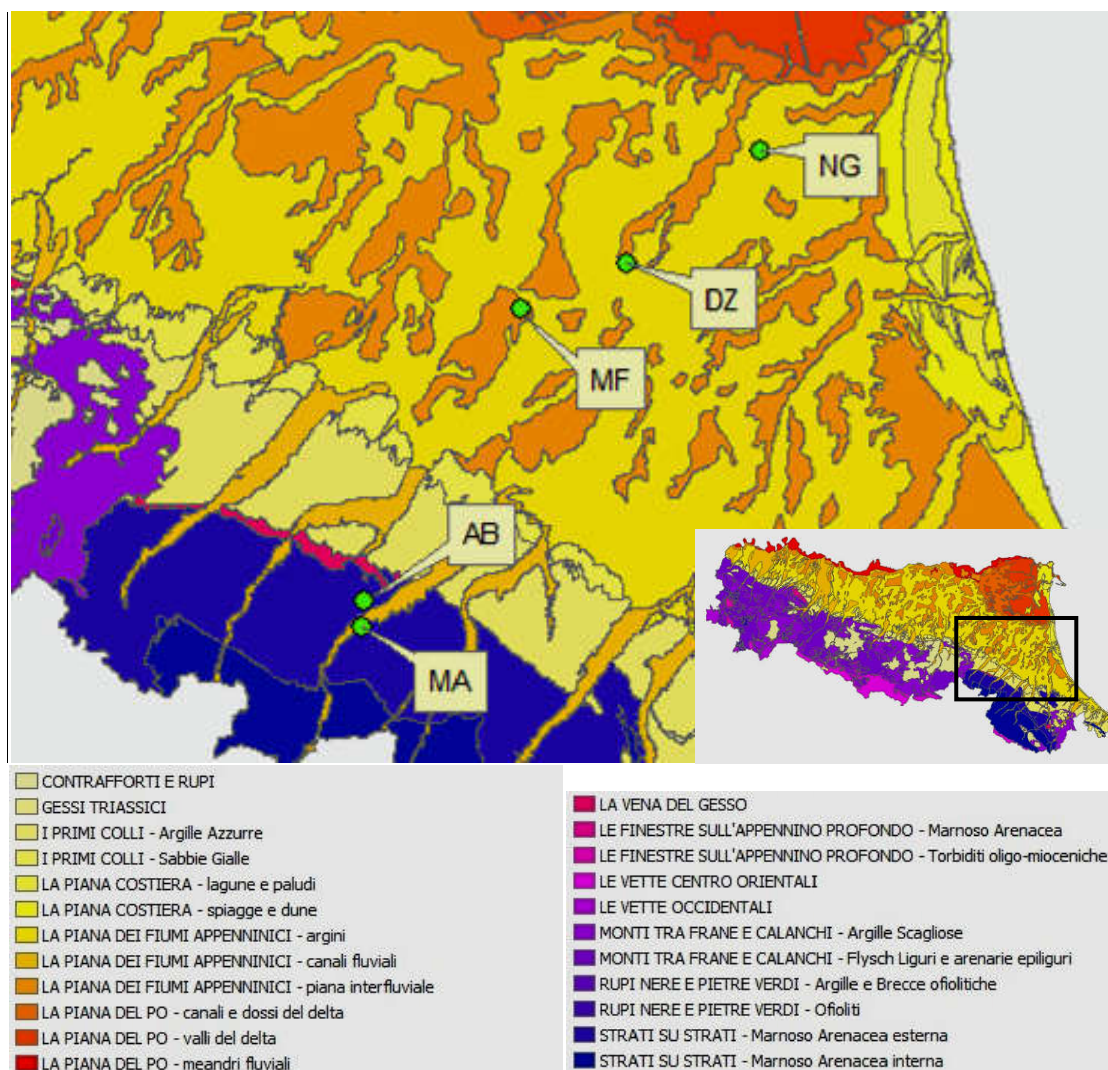 NG
DZ
MF
AB
MA
CONTRAFFORTI E RUPI
GESSI TRIASSICI
I PRIMI COLLI - Argille Azzurre
I PRIMI COLLI - Sabbie Gialle
LA PIANA COSTIERA - lagune e paludi
LA PIANA COSTIERA - spiagge e dune
LA PIANA DEI FIUMI APPENNINICI - argini
LA PIANA DEI FIUMI APPENNINICI - canali fluviali
LA PIANA DEI FIUMI APPENNINICI - piana interfluviale
LA PIANA DEL PO - canali e dossi del delta
LA PIANA DEL PO - valli del delta
LA PIANA DEL PO - meandri fluviali
LA VENA DEL GESSO
LE FINESTRE SULL'APPENNINO PROFONDO - Marnoso Arenacea
LE FINESTRE SULL'APPENNINO PROFONDO - Torbiditi oligo-mioceniche
LE VETTE CENTRO ORIENTALI
LE VETTE OCCIDENTALI
MONTI TRA FRANE E CALANCHI - Argille Scagliose
MONTI TRA FRANE E CALANCHI - Flysch Liguri e arenarie epiliguri
RUPI NERE E PIETRE VERDI - Argille e Brecce ofiolitiche
RUPI NERE E PIETRE VERDI - Ofioliti
STRATI SU STRATI - Marnoso Arenacea esterna
STRATI SU STRATI - Marnoso Arenacea interna